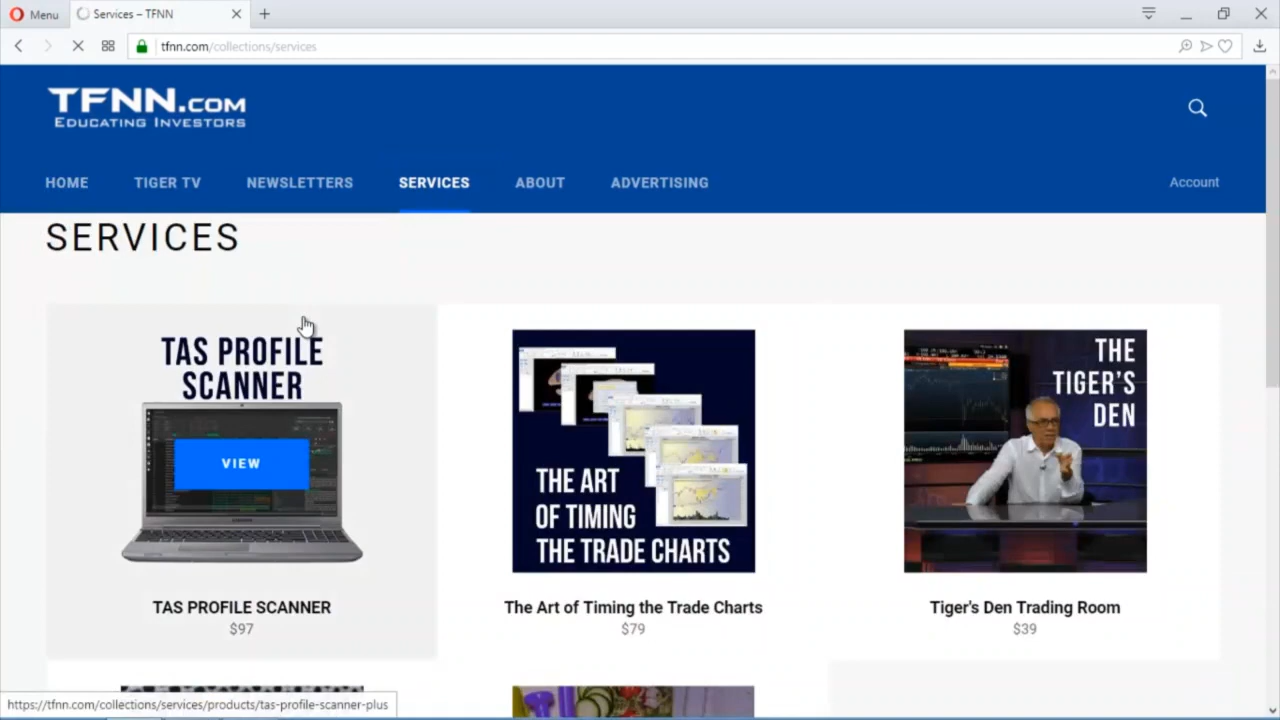 Menu
Services – TFNN
tfnn.com/collections/services
TFNN.COM
EDUCATING INVESTORS
HOME TIGER TV NEWSLETTERS SERVICES ABOUT ADVERTISING Account
SERVICES
TAS PROFILE
SCANNER
VIEW
TAS PROFILE SCANNER
$97
THE ART
OF TIMING
THE TRADE CHARTS
The Art of Timing the Trade Charts
$79
THE
TIGER'S
DEN
Tiger's Den Trading Room
$39
https://tfnn.com/collections/services/products/tas-profile-scanner-plus